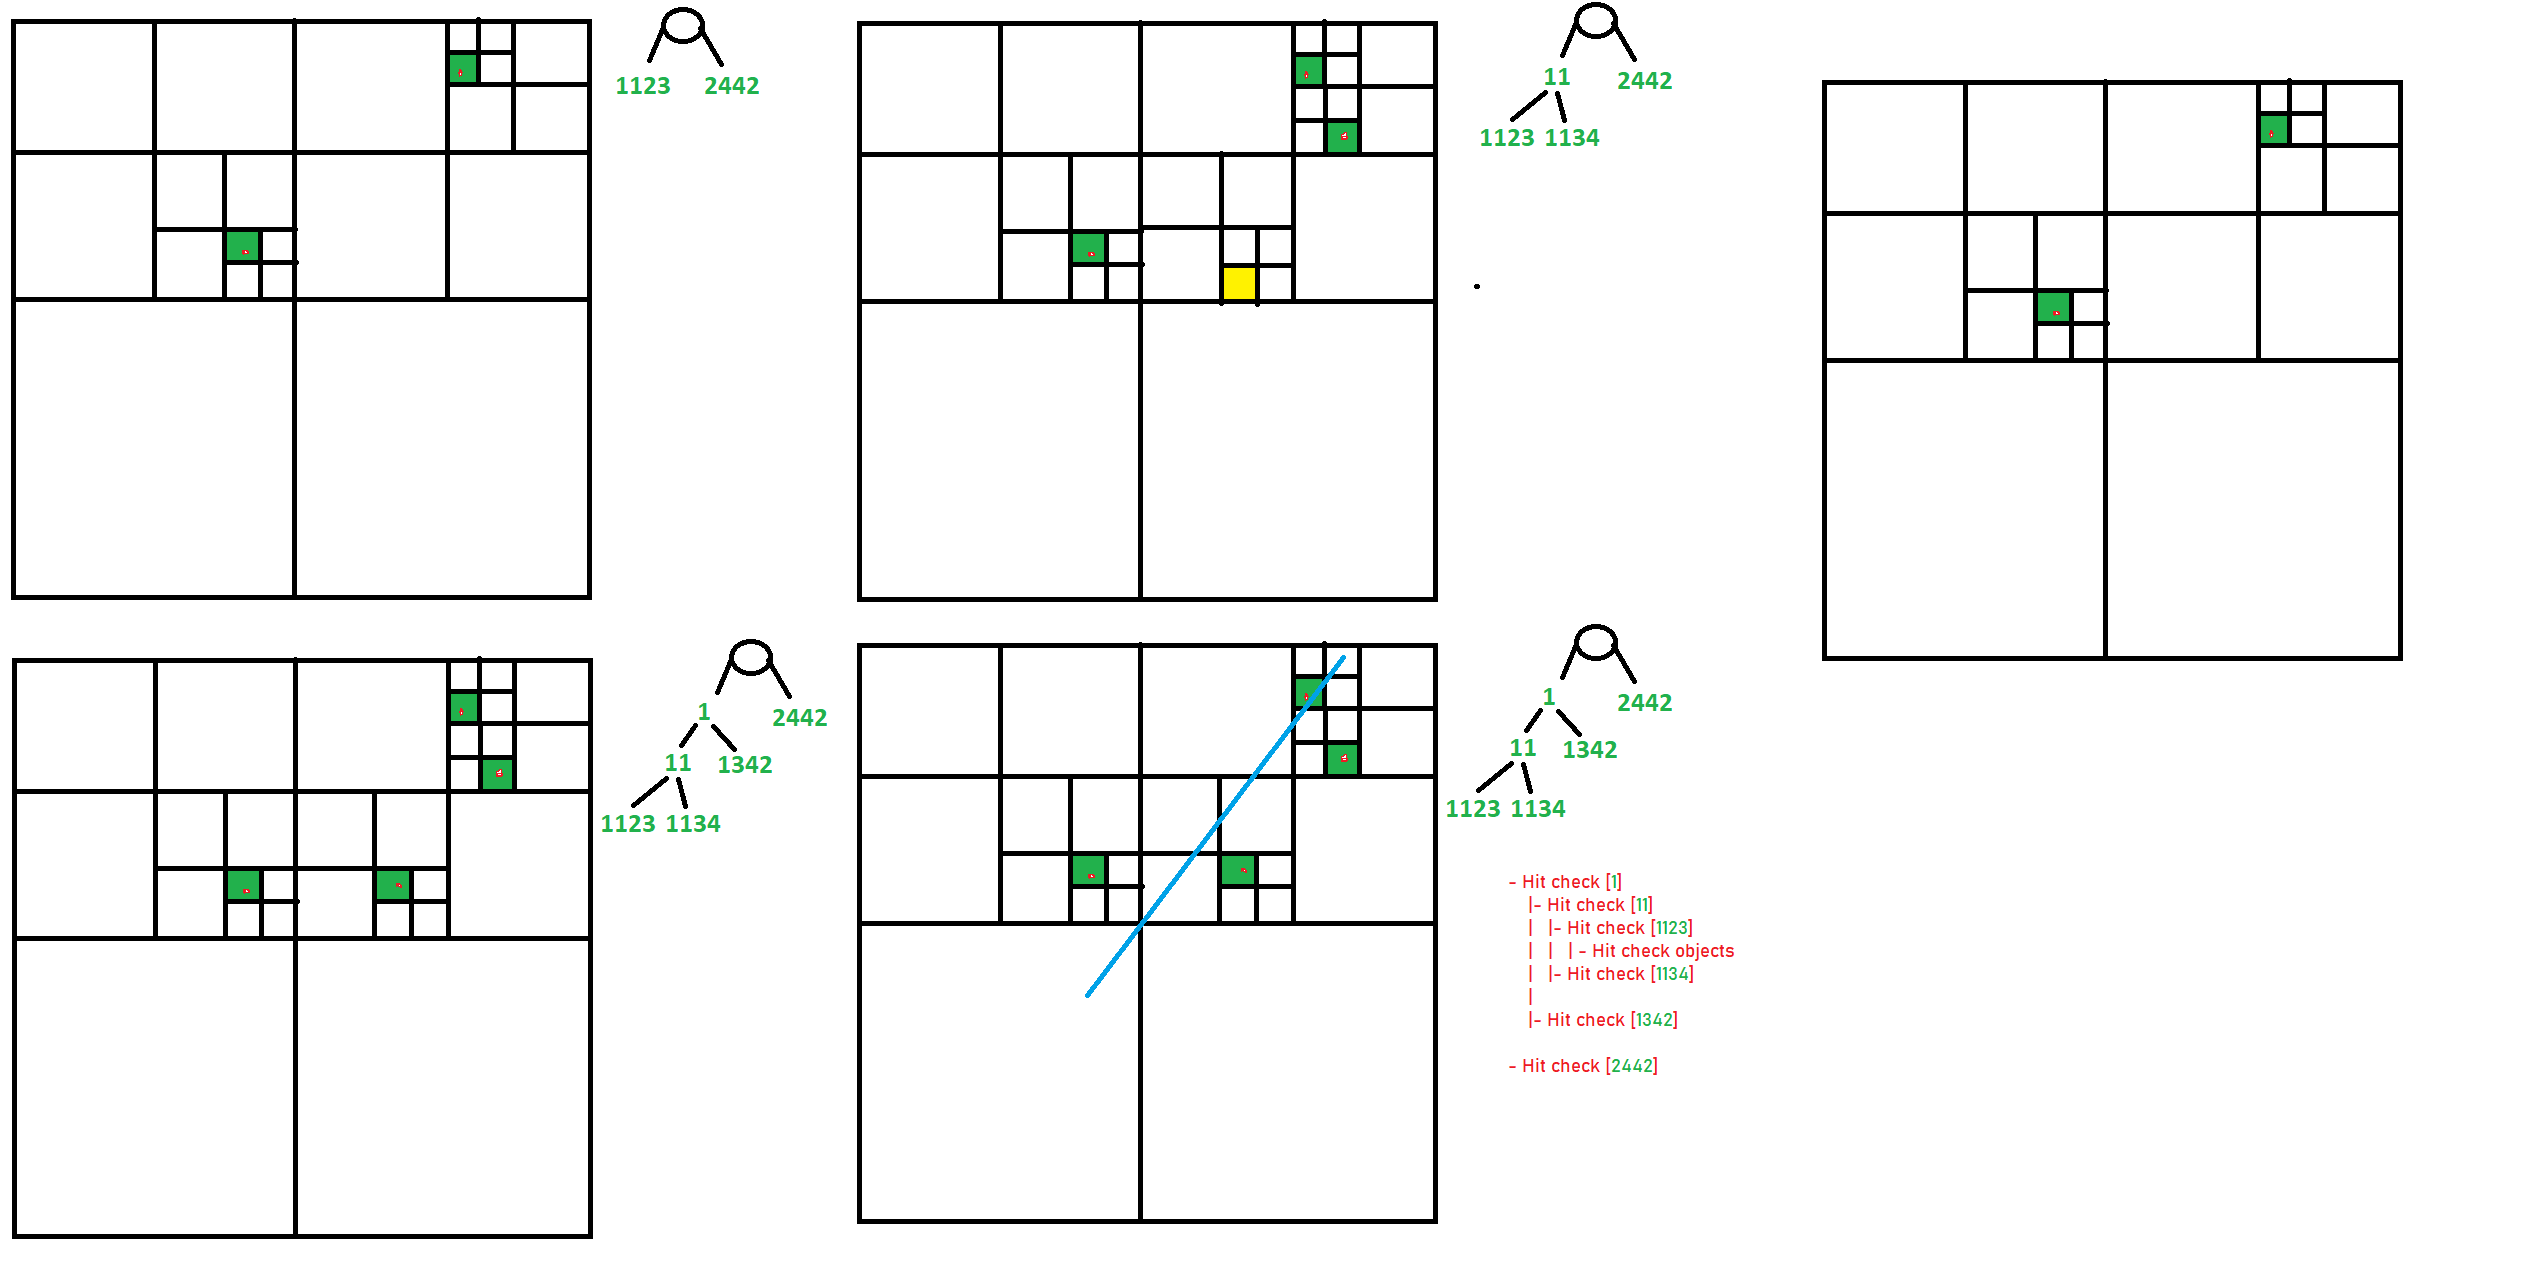 1123 2442
11 2442
1123 1134
1 2442
11 1342
1123 1134
1 2442
11 1342
1123 1134
- Hit check [1]
|- Hit check [11]
| |- Hit check [1123]
| | |- Hit check objects
| |- Hit check [1134]
|
|- Hit check [1342]
- Hit check [2442]